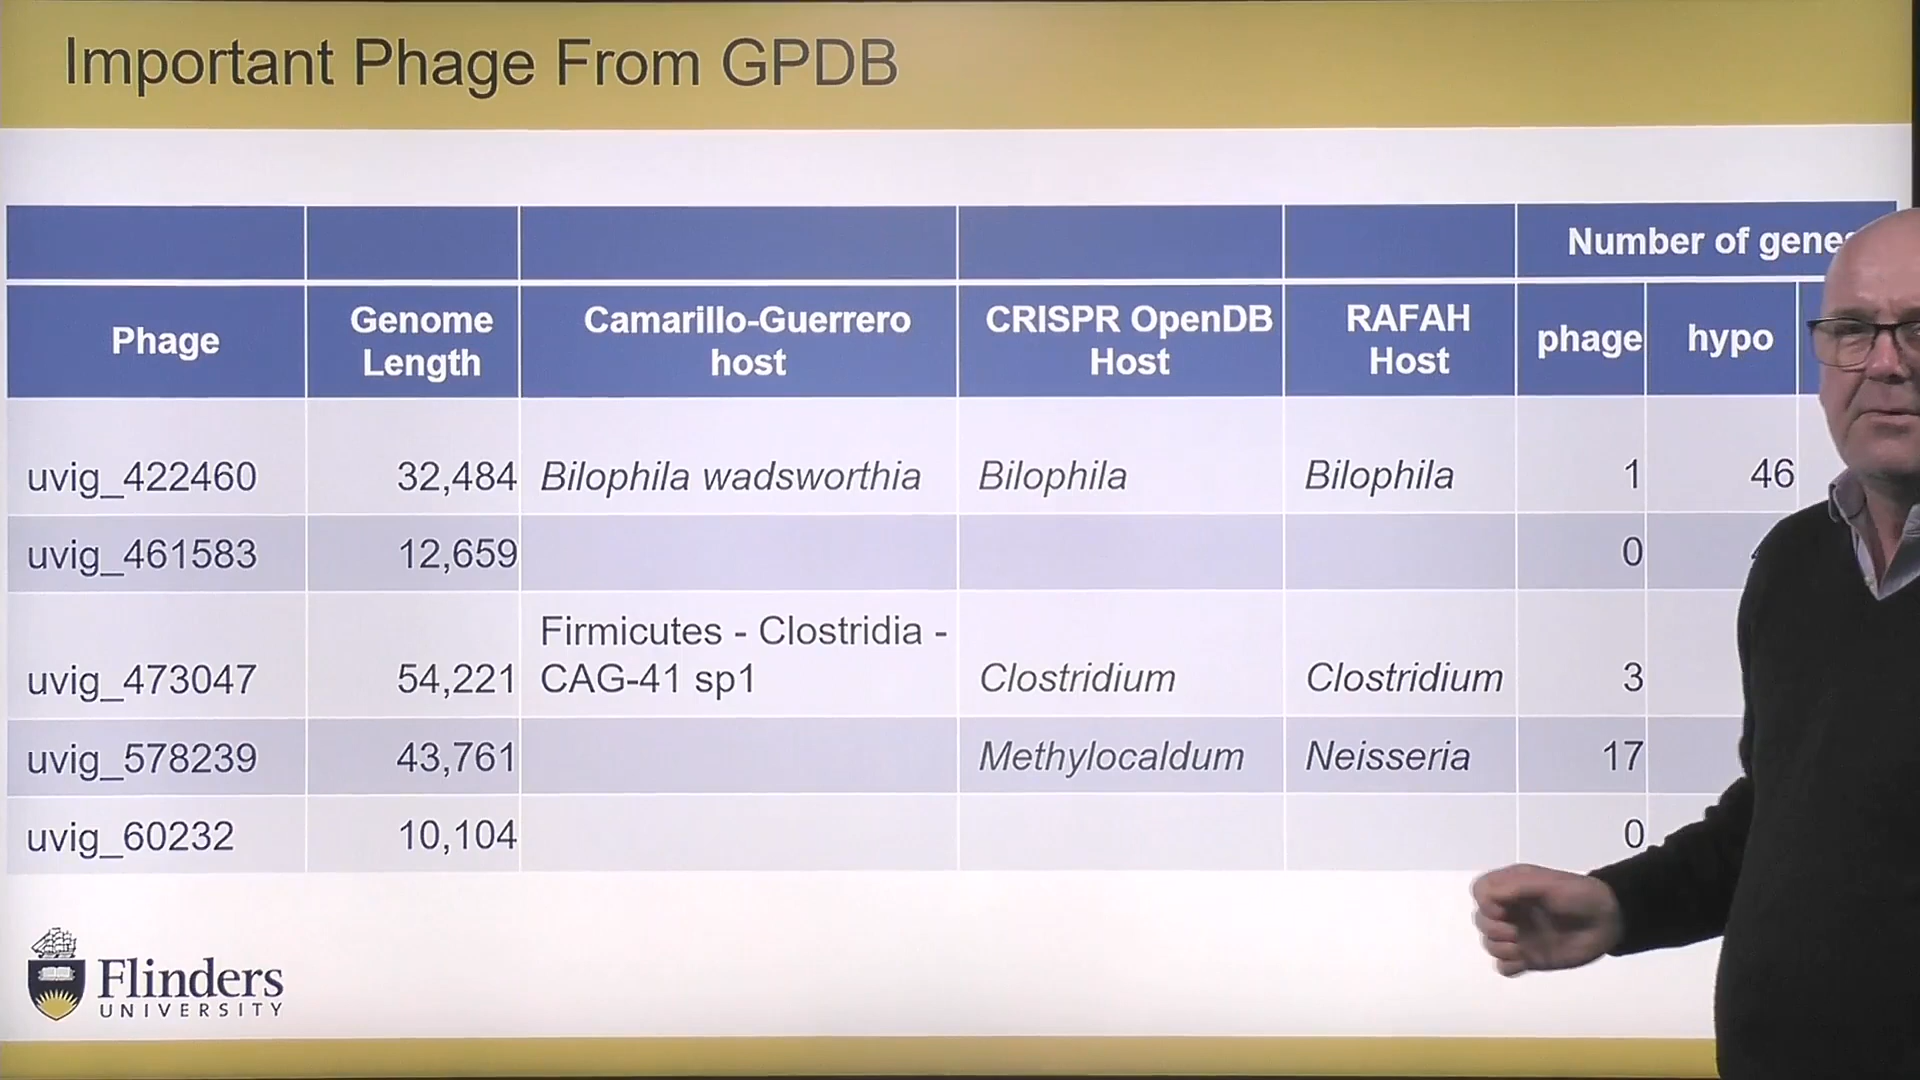 Important Phage From GPDB
Number of genes
Phage
Genome
Length
Camarillo-Guerrero
host
CRISPR OpenDB
Host
RAFAH
Host
phage
hypo
uvig_422460 32,484 Bilophila wadsworthia Bilophila Bilophila 1 46
uvig_461583 12,659 0
Firmicutes - Clostridia -
uvig_473047 54,221 CAG-41 sp1 Clostridium Clostridium 3
uvig_578239 43,761 Methylocaldum Neisseria 17
uvig_60232 10,104 0
Flinders
UNIVERSITY